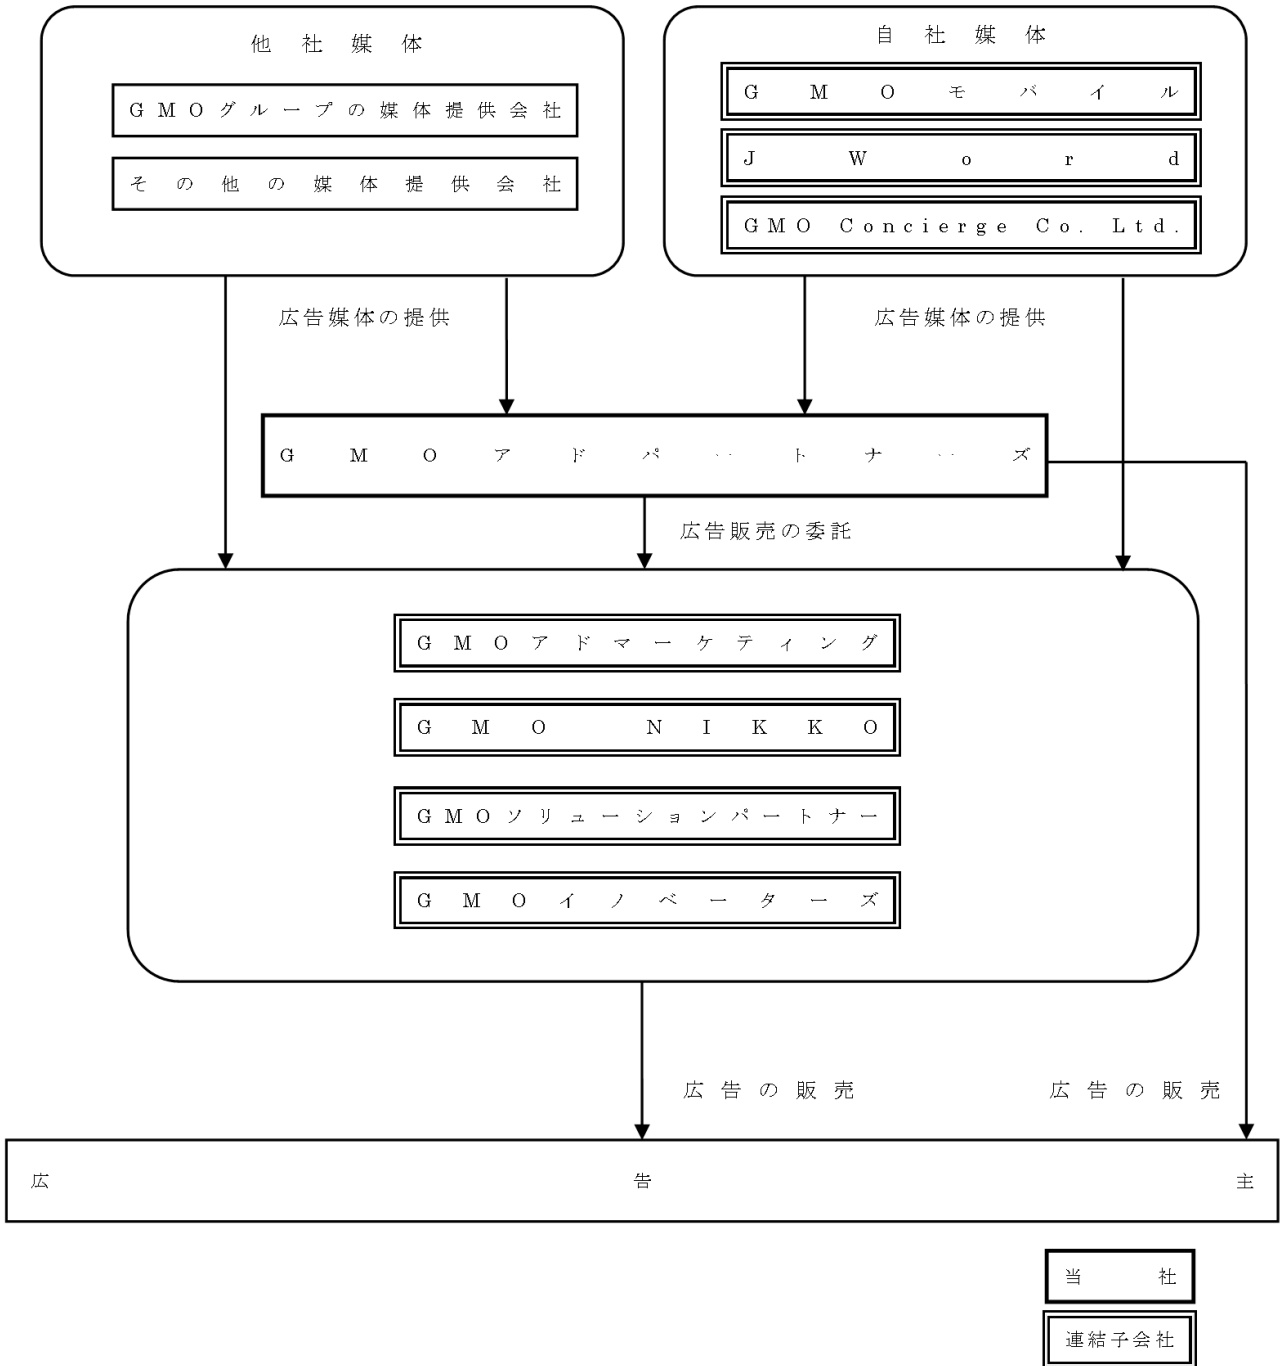 他社媒体
GMOグループの媒体提供会社
その他の媒体提供会社
自社媒体
GMOモバイル
JWord
GMO Concierge Co. Ltd.
広告媒体の提供
広告媒体の提供
GMOアドパートナーズ
広告販売の委託
GMOアドマーケティング
GMO NIKKO
GMOソリューションパートナー
GMOイノベーターズ
広告の販売
広告の販売
広告主
当社
連結子会社